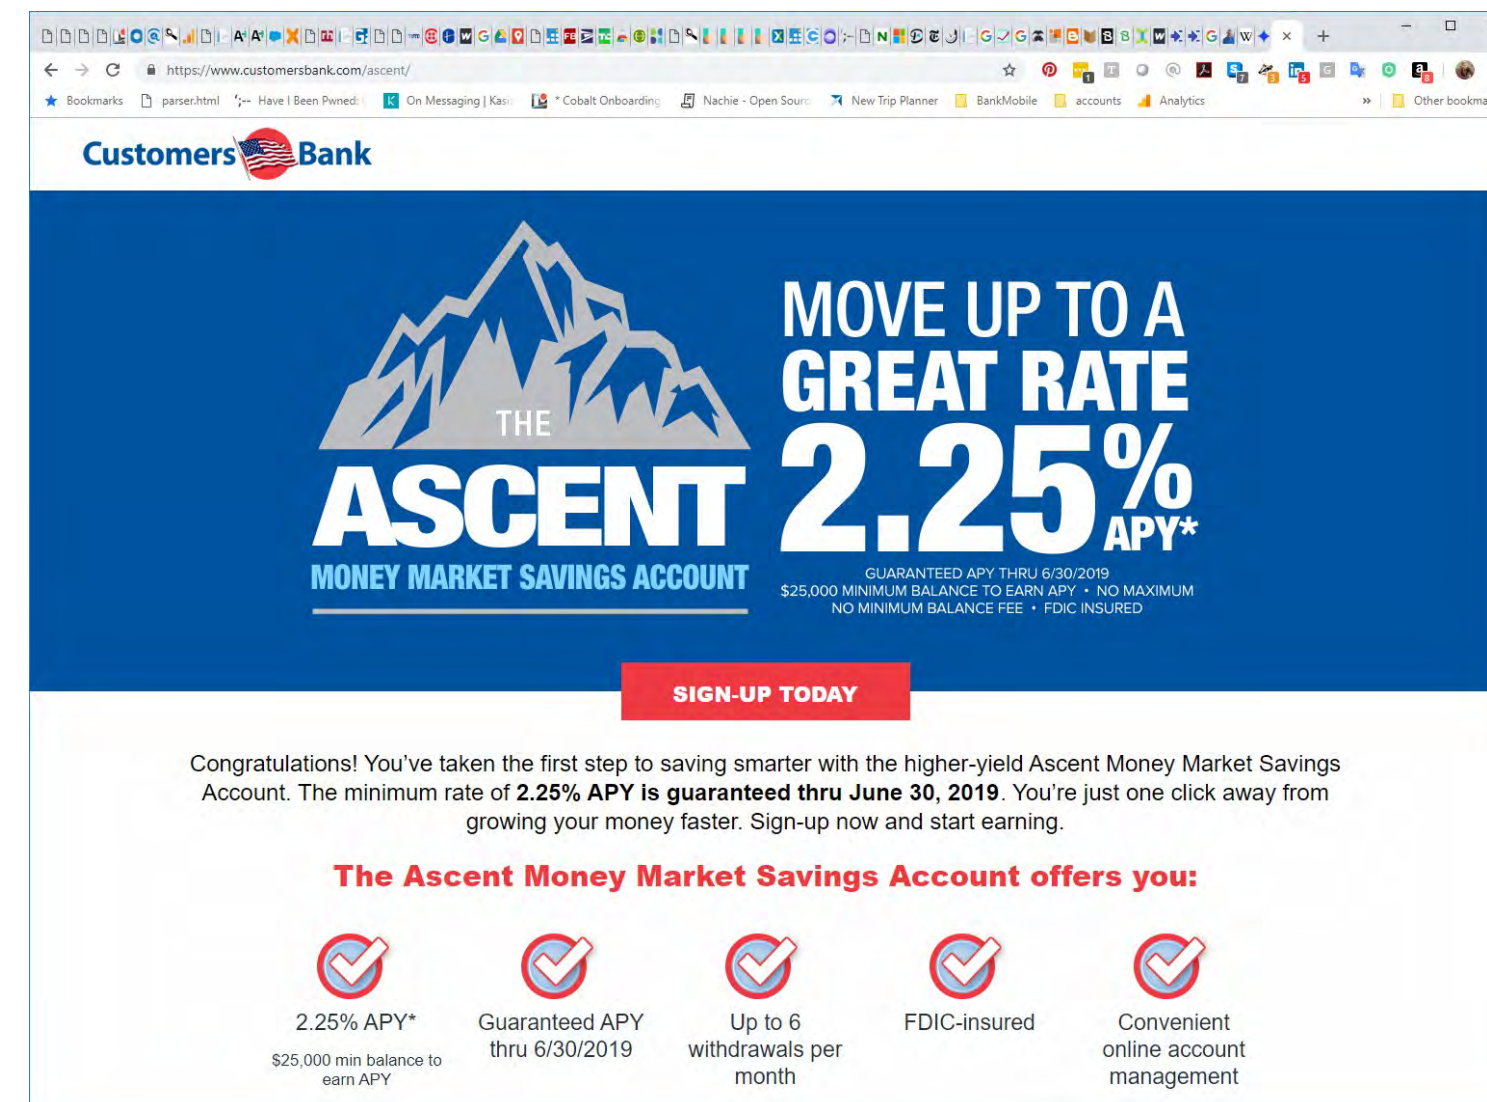 https://www.customersbank.com/ascent/
Bookmarks parser.html Have I Been Pwned: On Messaging | Kasi * Cobalt Onboarding Nachie - Open Sourc New Trip Planner BankMobile accounts Analytics » Other bookma
Customers Bank
THE
ASCENT
MONEY MARKET SAVINGS ACCOUNT
MOVE UP TO A
GREAT RATE
2.25%
APY*
GUARANTEED APY THRU 6/30/2019
$25,000 MINIMUM BALANCE TO EARN APY • NO MAXIMUM
NO MINIMUM BALANCE FEE • FDIC INSURED
SIGN-UP TODAY
Congratulations! You’ve taken the first step to saving smarter with the higher-yield Ascent Money Market Savings
Account. The minimum rate of 2.25% APY is guaranteed thru June 30, 2019. You’re just one click away from
growing your money faster. Sign-up now and start earning.
The Ascent Money Market Savings Account offers you:
2.25% APY*
$25,000 min balance to
earn APY
Guaranteed APY
thru 6/30/2019
Up to 6
withdrawals per
month
FDIC-insured
Convenient
online account
management